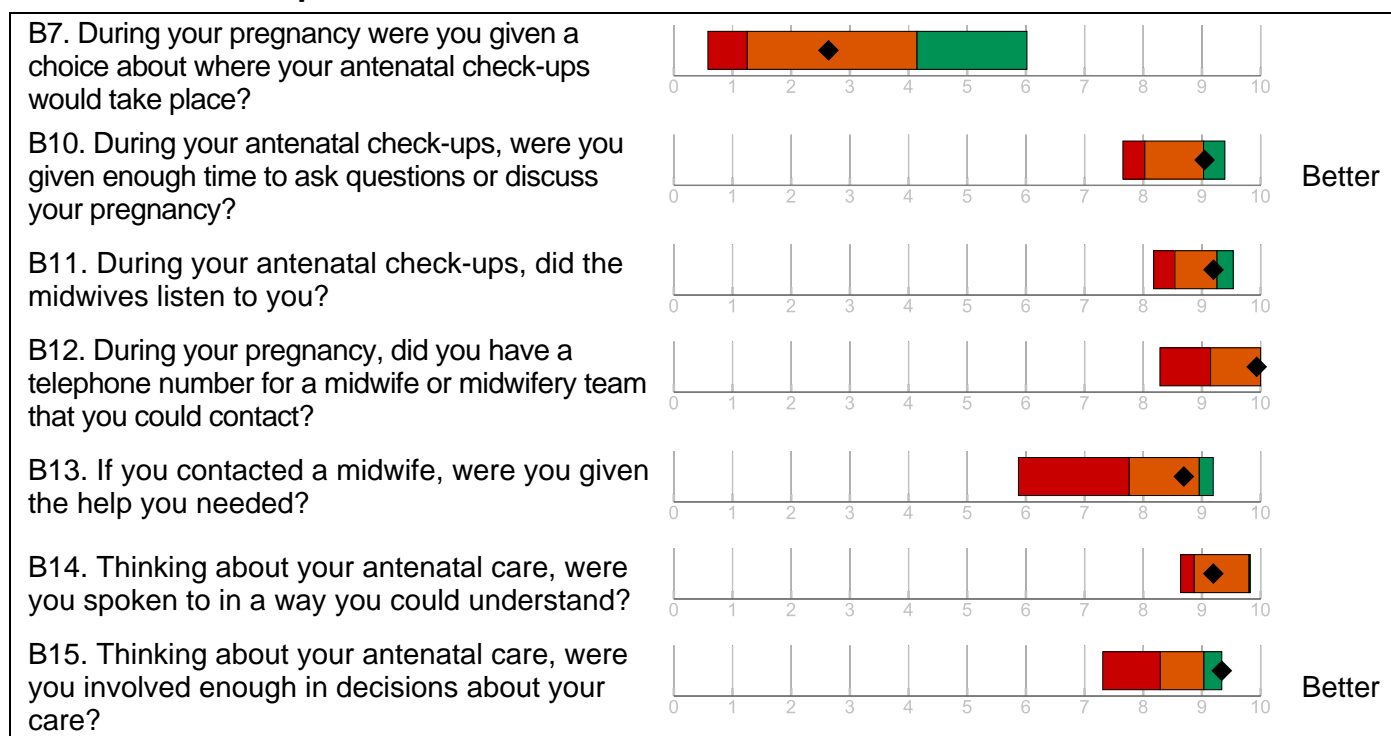 B7. During your pregnancy were you given a
choice about where your antenatal check-ups
would take place?
0 1 2 3 4 5 6 7 8 9 10
B10. During your antenatal check-ups, were you
given enough time to ask questions or discuss
your pregnancy?
0 1 2 3 4 5 6 7 8 9 10
Better
B11. During your antenatal check-ups, did the
midwives listen to you?
0 1 2 3 4 5 6 7 8 9 10
B12. During your pregnancy, did you have a
telephone number for a midwife or midwifery team
that you could contact?
0 1 2 3 4 5 6 7 8 9 10
B13. If you contacted a midwife, were you given
the help you needed?
0 1 2 3 4 5 6 7 8 9 10
B14. Thinking about your antenatal care, were
you spoken to in a way you could understand?
0 1 2 3 4 5 6 7 8 9 10
B15. Thinking about your antenatal care, were
you involved enough in decisions about your
care?
0 1 2 3 4 5 6 7 8 9 10
Better